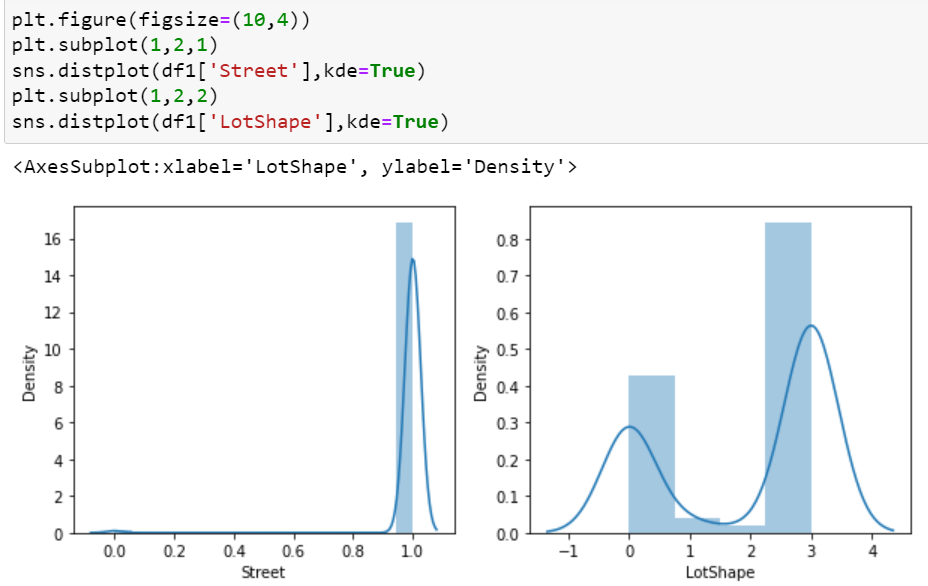 plt.figure(figsize=(10,4))
plt.subplot(1,2,1)
sns.distplot(df1['Street'],kde=True)
plt.subplot(1,2,2)
sns.distplot(df1['LotShape'],kde=True)
<AxesSubplot:xlabel='LotShape', ylabel='Density'>
16
14
12
10
8
6
4
2
0
Density
0.0 0.2 0.4 0.6 0.8 1.0
Street
0.8
0.7
0.6
0.5
0.4
0.3
0.2
0.1
0.0
Density
−1 0 1 2 3 4
LotShape